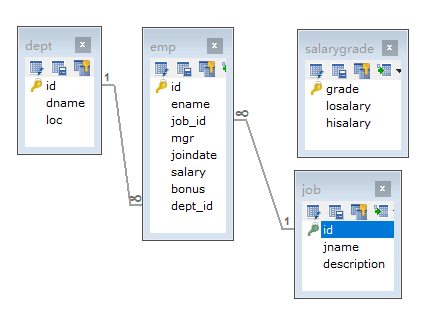 dept
id
dname
loc
emp
id
ename
job_id
mgr
joindate
salary
bonus
dept_id
salarygrade
grade
losalary
hisalary
job
id
jname
description
1
∞
∞
1